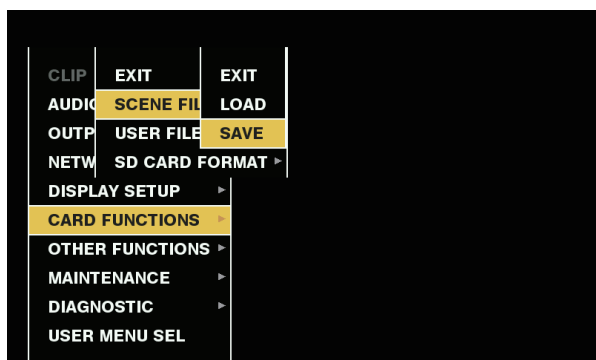 CLIP
AUDIO
OUTP
NETW
DISPLAY SETUP
CARD FUNCTIONS
OTHER FUNCTIONS
MAINTENANCE
DIAGNOSTIC
USER MENU SEL
EXIT
SCENE FIL
USER FILE
SD CARD FORMAT
EXIT
LOAD
SAVE